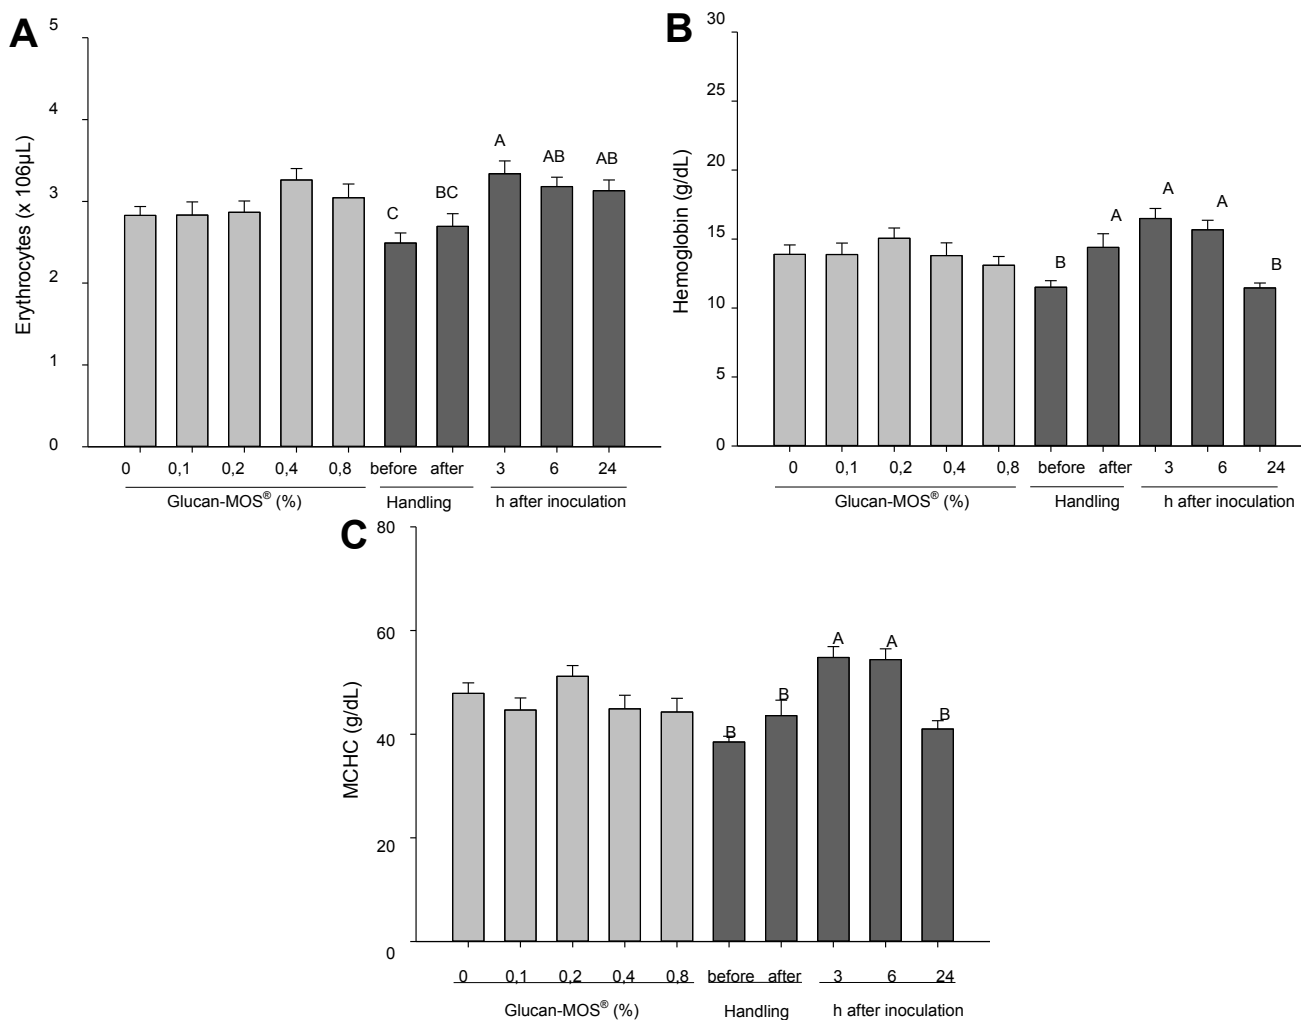 A
Erythrocytes (x 106µL)
5
4
3
2
1
0
A
AB
AB
BC
C
0 0,1 0,2 0,4 0,8 before after 3 6 24
Glucan-MOS® (%) Handling h after inoculation
B
Hemoglobin (g/dL)
30
25
20
15
10
5
0
A
A
A
B
B
0 0,1 0,2 0,4 0,8 before after 3 6 24
Glucan-MOS® (%) Handling h after inoculation
C
MCHC (g/dL)
80
60
40
20
0
A A
B
B
B
0 0,1 0,2 0,4 0,8 before after 3 6 24
Glucan-MOS® (%) Handling h after inoculation